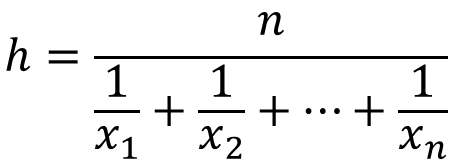 h = n / (1/x₁ + 1/x₂ + ⋯ + 1/xₙ)